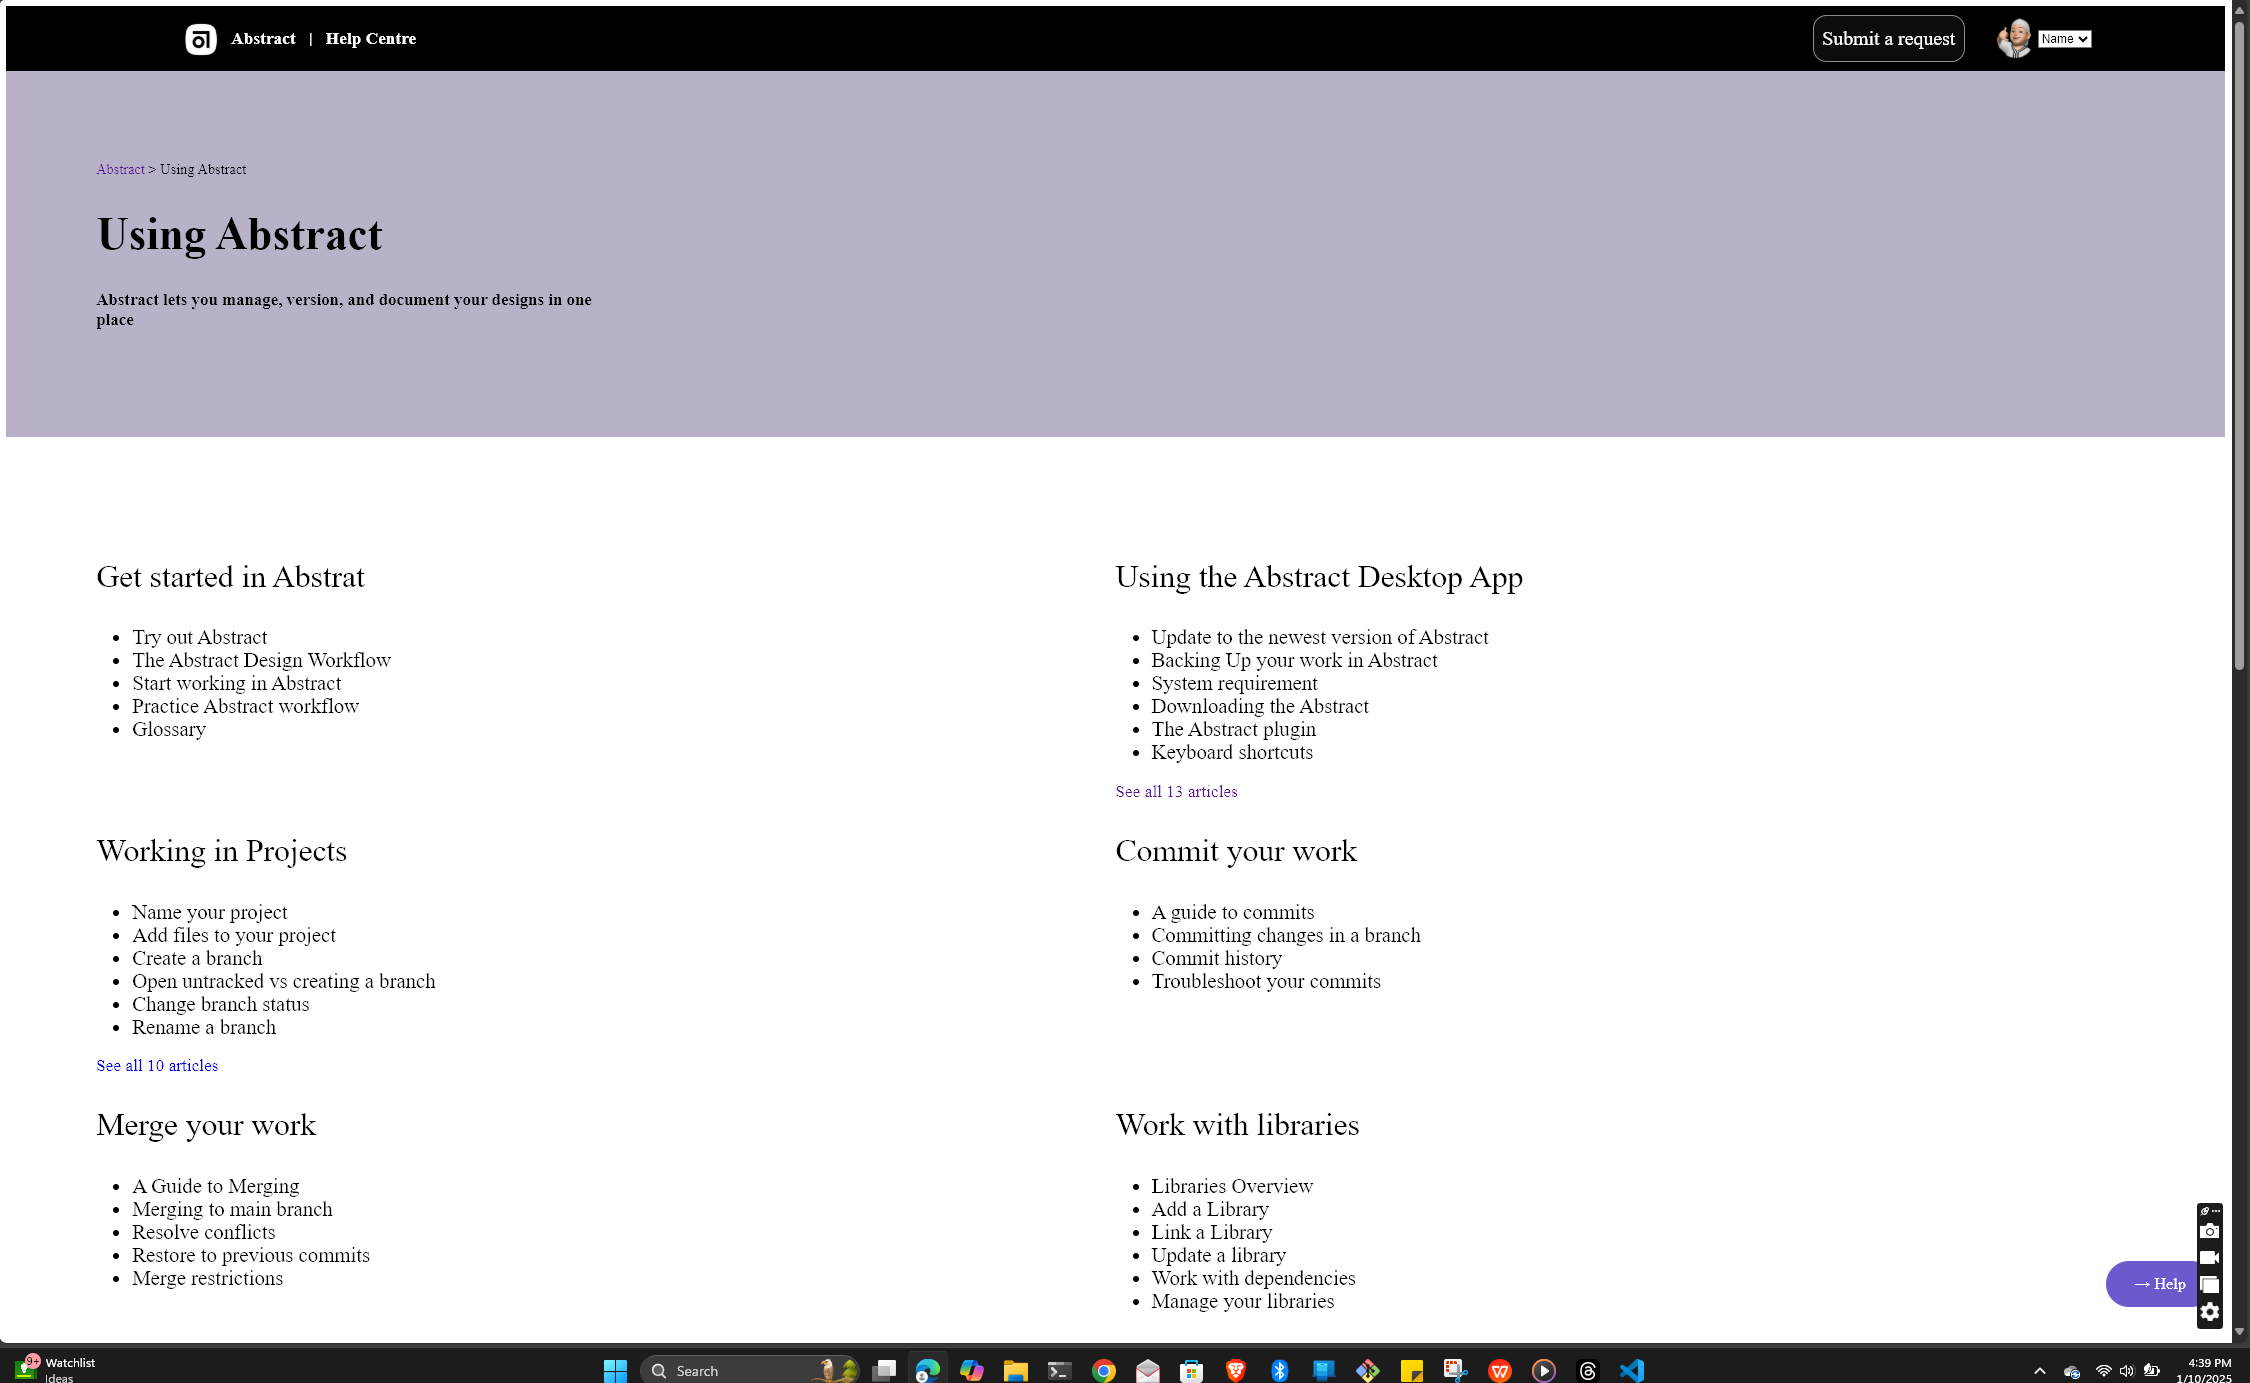 Abstract | Help Centre
Submit a request
Name
Abstract > Using Abstract
Using Abstract
Abstract lets you manage, version, and document your designs in one
place
Get started in Abstrat
Try out Abstract
The Abstract Design Workflow
Start working in Abstract
Practice Abstract workflow
Glossary
Using the Abstract Desktop App
Update to the newest version of Abstract
Backing Up your work in Abstract
System requirement
Downloading the Abstract
The Abstract plugin
Keyboard shortcuts
See all 13 articles
Working in Projects
Name your project
Add files to your project
Create a branch
Open untracked vs creating a branch
Change branch status
Rename a branch
See all 10 articles
Commit your work
A guide to commits
Committing changes in a branch
Commit history
Troubleshoot your commits
Merge your work
A Guide to Merging
Merging to main branch
Resolve conflicts
Restore to previous commits
Merge restrictions
Work with libraries
Libraries Overview
Add a Library
Link a Library
Update a library
Work with dependencies
Manage your libraries
→ Help
9+
Watchlist
Ideas
Search
4:39 PM
1/10/2025